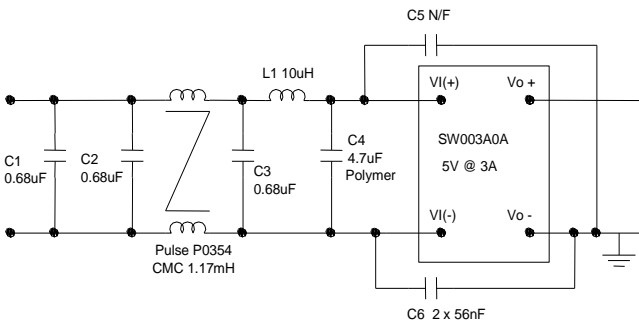 C5 N/F
L1 10uH
VI(+)
Vo +
C1
0.68uF
C2
0.68uF
C3
0.68uF
C4
4.7uF
Polymer
SW003A0A
5V @ 3A
VI(-)
Vo -
Pulse P0354
CMC 1.17mH
C6 2 x 56nF